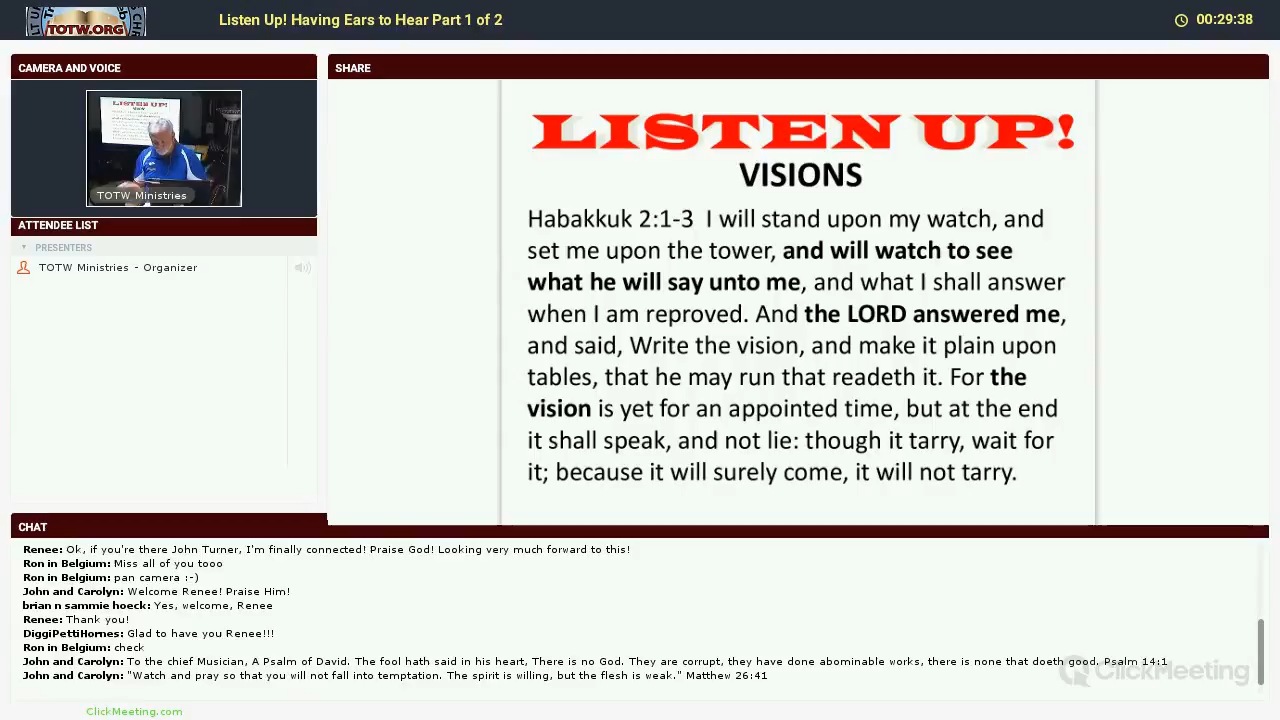 TOTW.ORG
Listen Up! Having Ears to Hear Part 1 of 2
00:29:38
CAMERA AND VOICE
LISTEN UP!
TOTW Ministries
ATTENDEE LIST
PRESENTERS
TOTW Ministries - Organizer
SHARE
LISTEN UP!
VISIONS
Habakkuk 2:1-3 I will stand upon my watch, and
set me upon the tower, and will watch to see
what he will say unto me, and what I shall answer
when I am reproved. And the LORD answered me,
and said, Write the vision, and make it plain upon
tables, that he may run that readeth it. For the
vision is yet for an appointed time, but at the end
it shall speak, and not lie: though it tarry, wait for
it; because it will surely come, it will not tarry.
CHAT
Renee: Ok, if you're there John Turner, I'm finally connected! Praise God! Looking very much forward to this!
Ron in Belgium: Miss all of you tooo
Ron in Belgium: pan camera :-)
John and Carolyn: Welcome Renee! Praise Him!
brian n sammie hoeck: Yes, welcome, Renee
Renee: Thank you!
DiggiPettiHornes: Glad to have you Renee!!!
Ron in Belgium: check
John and Carolyn: To the chief Musician, A Psalm of David. The fool hath said in his heart, There is no God. They are corrupt, they have done abominable works, there is none that doeth good. Psalm 14:1
John and Carolyn: "Watch and pray so that you will not fall into temptation. The spirit is willing, but the flesh is weak." Matthew 26:41
ClickMeeting
ClickMeeting.com